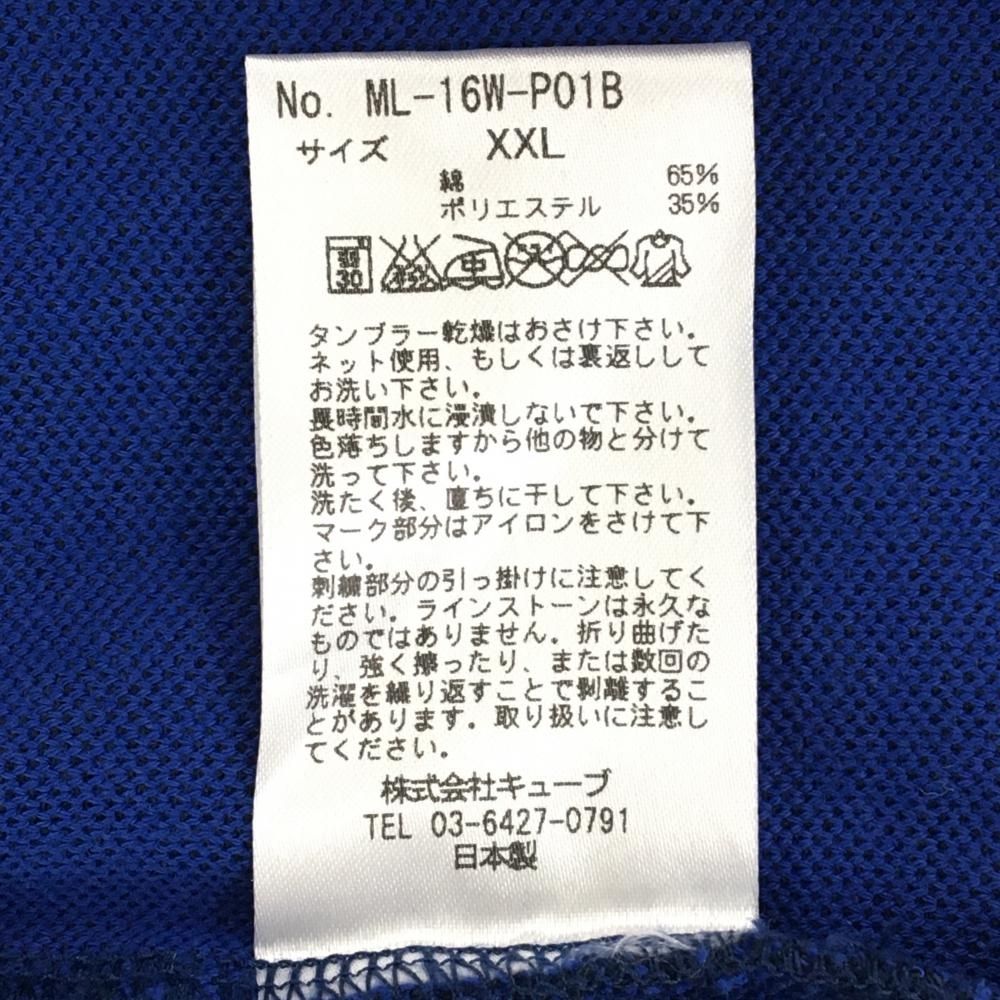 No. ML-16W-P01B
サイズ XXL
綿 65%
ポリエステル 35%
弱
30
中
タンブラー乾燥はおさけ下さい。
ネット使用、もしくは裏返しして
お洗い下さい。
長時間水に浸漬しないで下さい。
色落ちしますから他の物と分けて
洗って下さい。
洗たく後、直ちに干して下さい。
マーク部分はアイロンをさけて下
さい。
刺繍部分の引っ掛けに注意してく
ださい。ラインストーンは永久な
ものではありません。折り曲げた
り、強く擦ったり、または数回の
洗濯を繰り返すことで剥離するこ
とがあります。取り扱いに注意し
てください。
株式会社キューブ
TEL 03-6427-0791
日本製